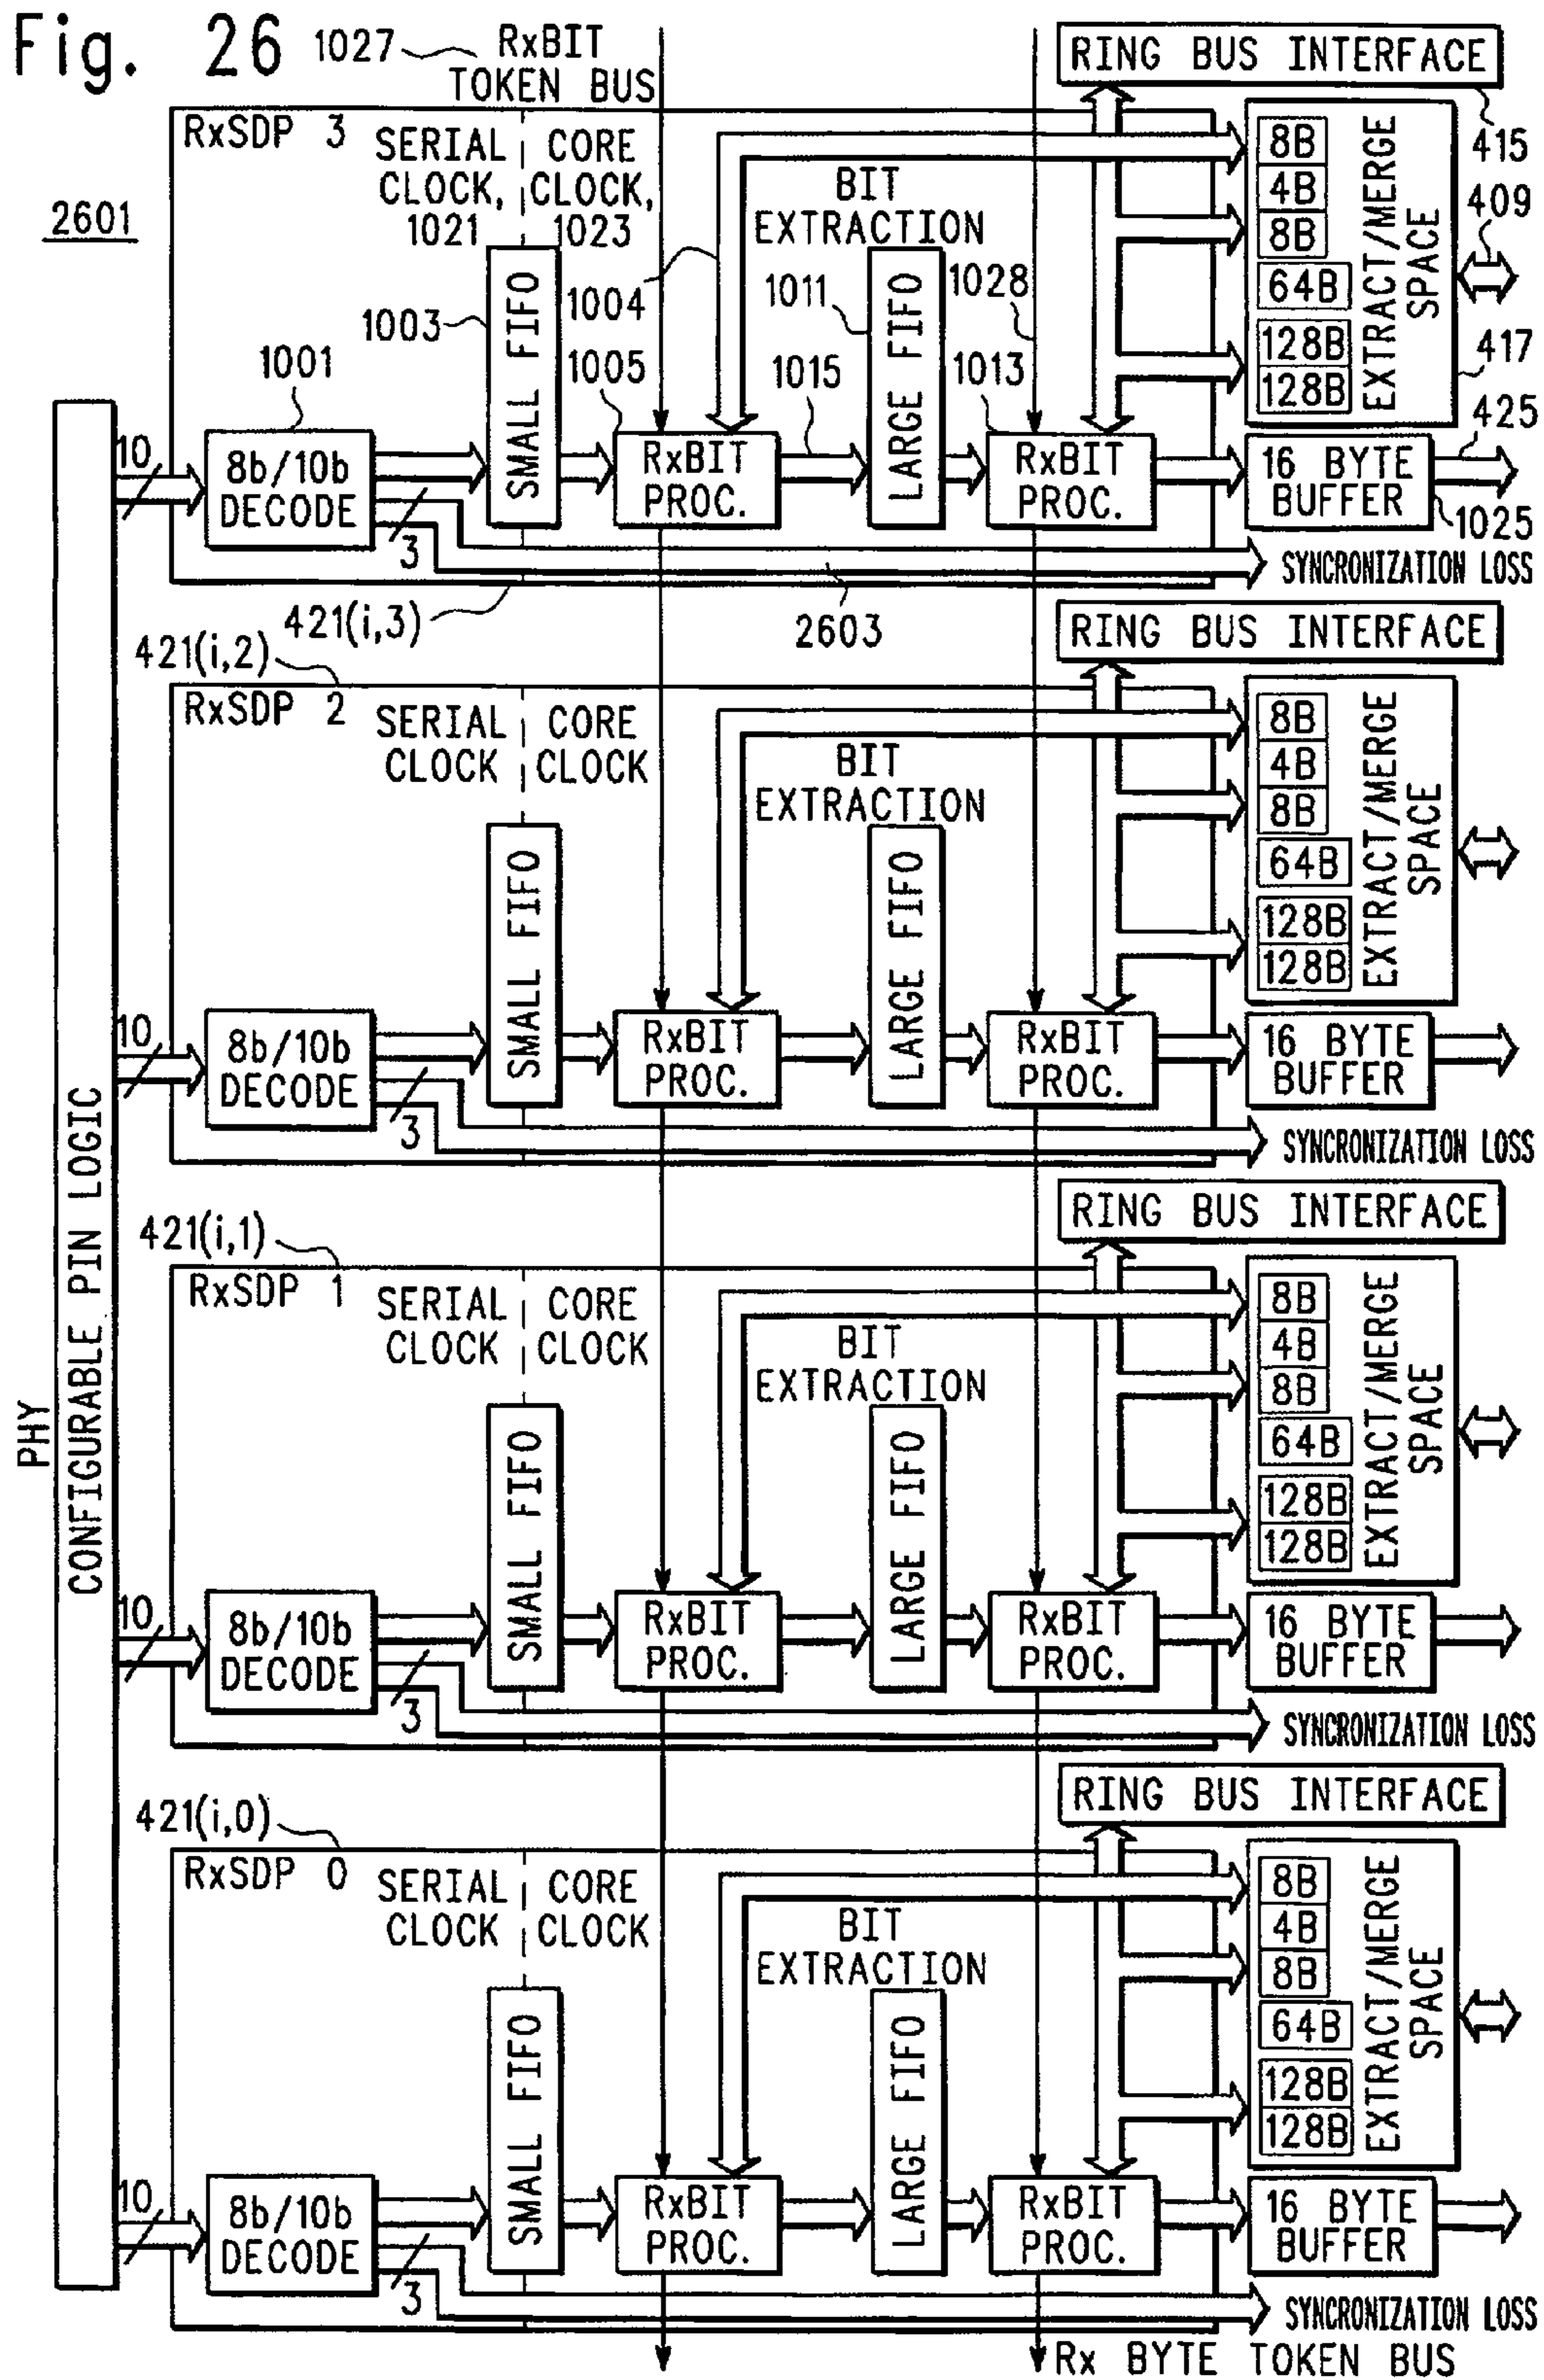 Fig. 26
1027
RxBIT
TOKEN BUS
RING BUS INTERFACE
415
2601
RxSDP 3
SERIAL
CLOCK,
1021
CORE
CLOCK,
1023
BIT
EXTRACTION
8B
4B
8B
64B
128B
128B
EXTRACT/MERGE
SPACE
409
417
1001
1003
SMALL FIFO
1004
1005
1015
1011
LARGE FIFO
1028
1013
10
8b/10b
DECODE
3
RxBIT
PROC.
RxBIT
PROC.
16 BYTE
BUFFER
425
1025
SYNCRONIZATION LOSS
2603
421(i,3)
PHY
CONFIGURABLE PIN LOGIC
421(i,2)
RxSDP 2
SERIAL
CLOCK
CORE
CLOCK
RING BUS INTERFACE
BIT
EXTRACTION
8B
4B
8B
64B
128B
128B
EXTRACT/MERGE
SPACE
10
8b/10b
DECODE
3
SMALL FIFO
RxBIT
PROC.
LARGE FIFO
RxBIT
PROC.
16 BYTE
BUFFER
SYNCRONIZATION LOSS
421(i,1)
RxSDP 1
SERIAL
CLOCK
CORE
CLOCK
RING BUS INTERFACE
BIT
EXTRACTION
8B
4B
8B
64B
128B
128B
EXTRACT/MERGE
SPACE
10
8b/10b
DECODE
3
SMALL FIFO
RxBIT
PROC.
LARGE FIFO
RxBIT
PROC.
16 BYTE
BUFFER
SYNCRONIZATION LOSS
421(i,0)
RxSDP 0
SERIAL
CLOCK
CORE
CLOCK
RING BUS INTERFACE
BIT
EXTRACTION
8B
4B
8B
64B
128B
128B
EXTRACT/MERGE
SPACE
10
8b/10b
DECODE
3
SMALL FIFO
RxBIT
PROC.
LARGE FIFO
RxBIT
PROC.
16 BYTE
BUFFER
SYNCRONIZATION LOSS
Rx BYTE TOKEN BUS